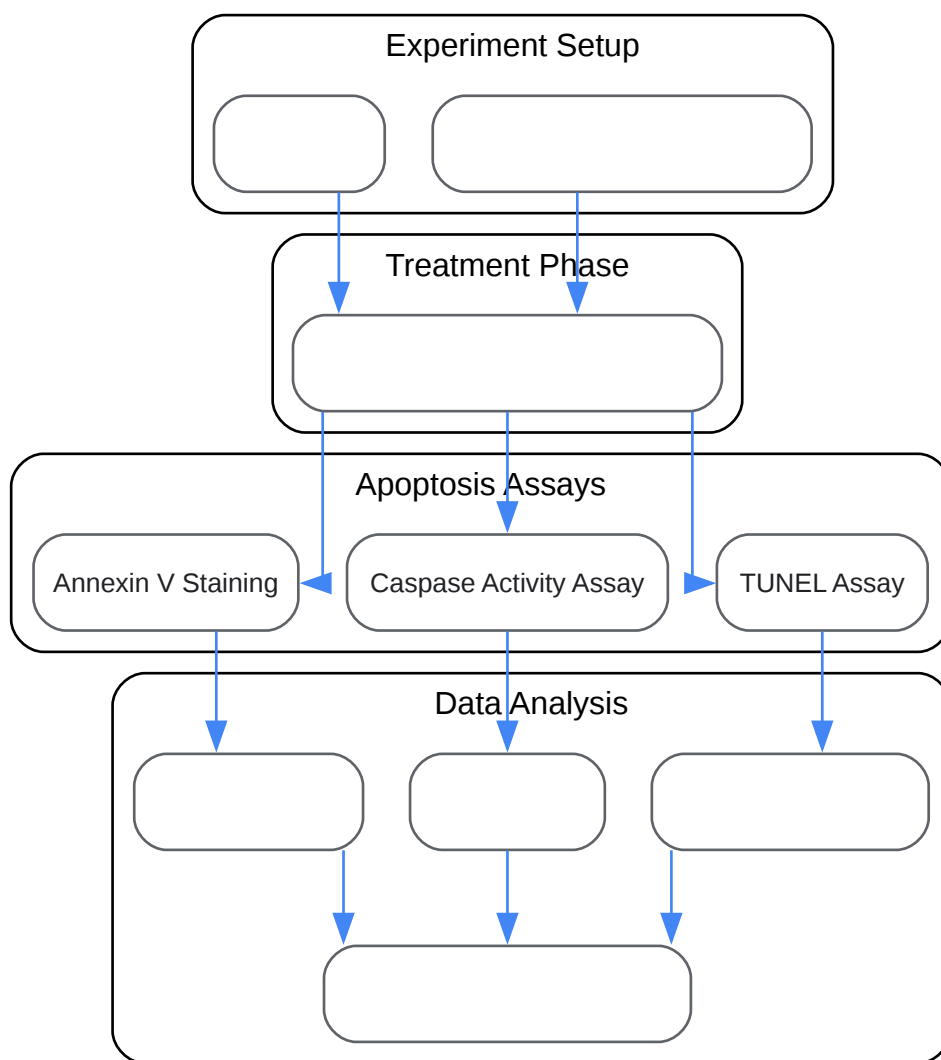 Experiment Setup
Treatment Phase
Apoptosis Assays
Annexin V Staining
Caspase Activity Assay
TUNEL Assay
Data Analysis